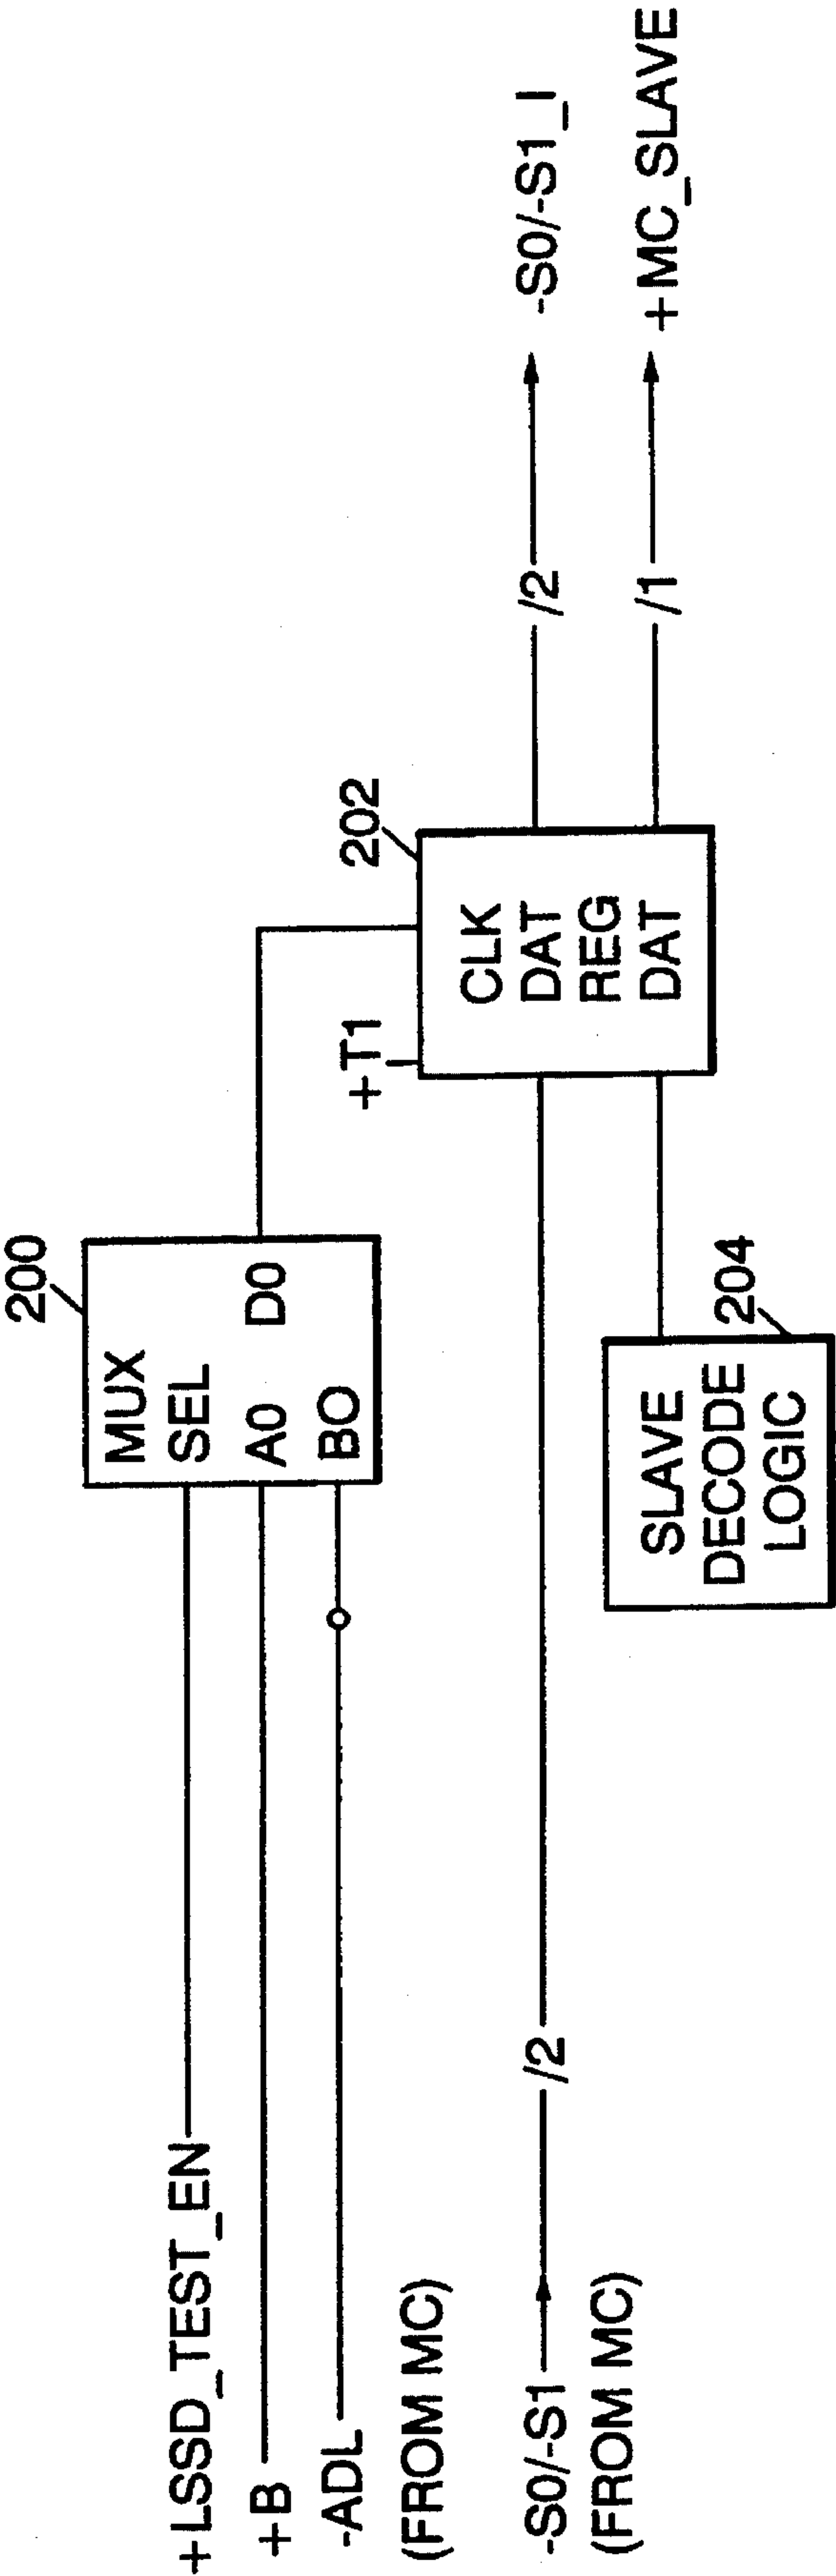 +LSSD_TEST_EN
+B
-ADL
(FROM MC)
-S0/-S1
(FROM MC)
/2
200
MUX
SEL
A0 D0
BO
+T1
202
CLK
DAT
REG
DAT
SLAVE
DECODE
LOGIC
204
/2
-S0/-S1_I
/1
+MC_SLAVE